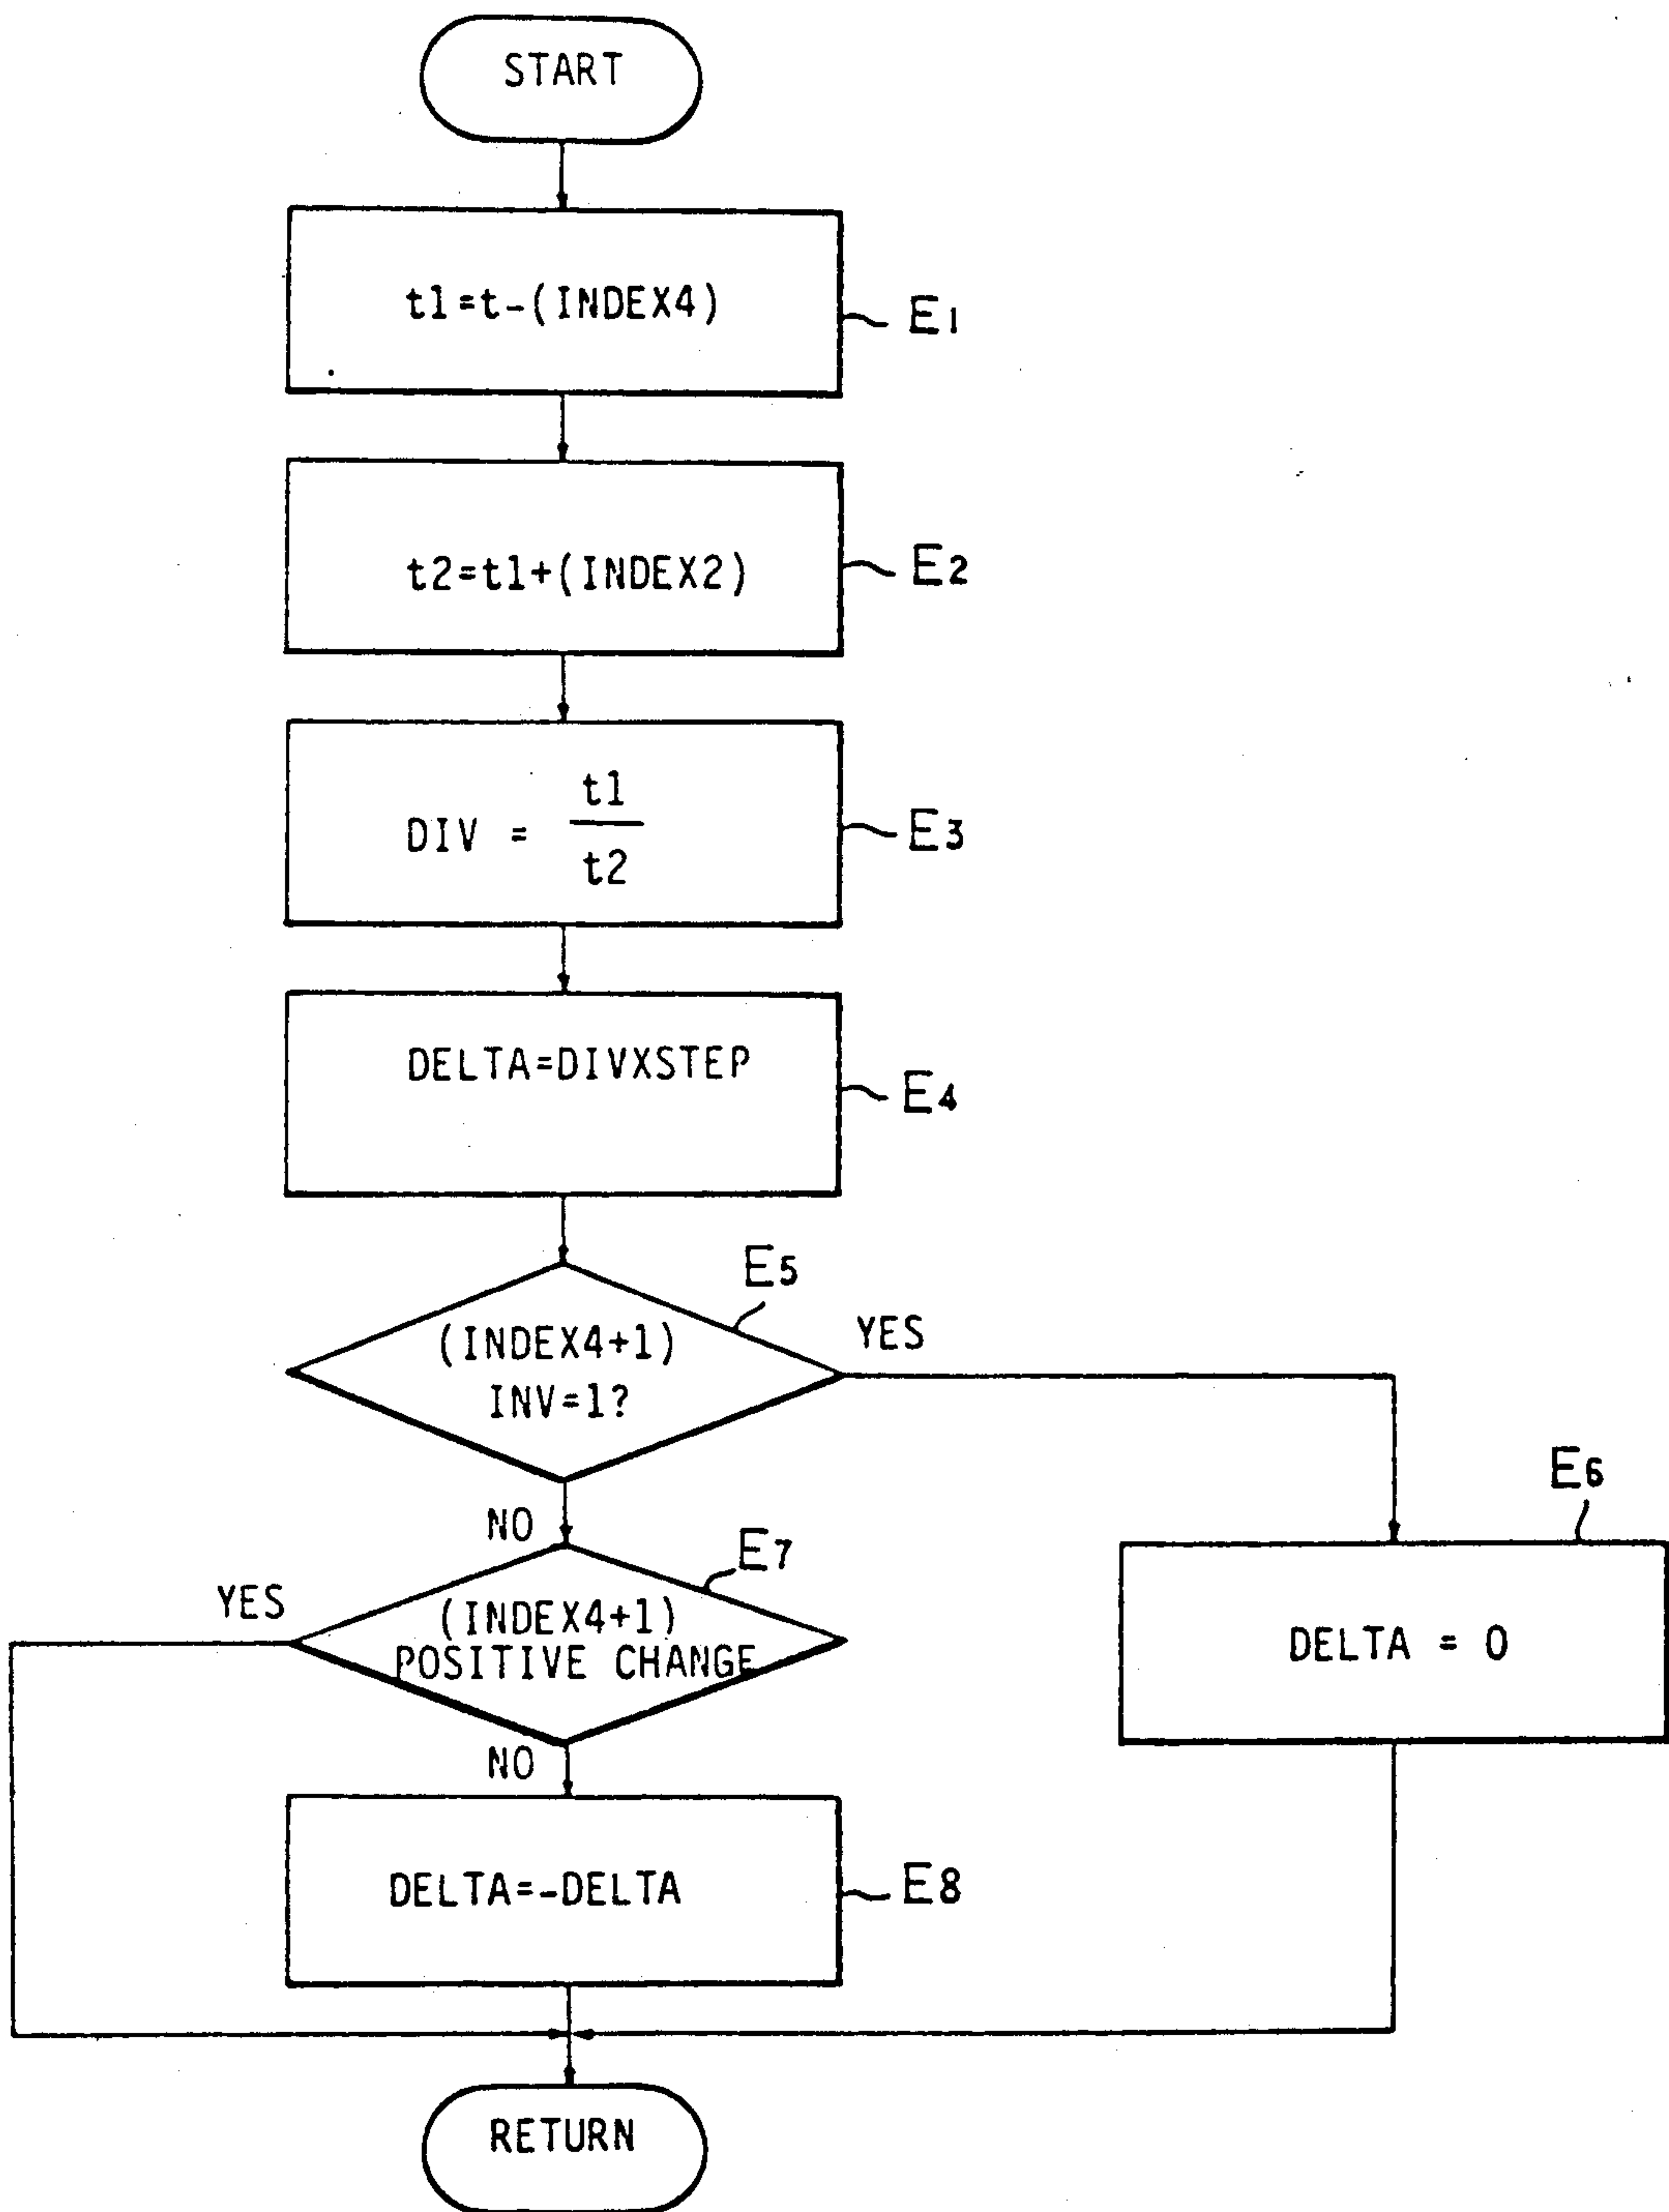 START
t1=t-(INDEX4)
E1
t2=t1+(INDEX2)
E2
t1
DIV = 
t2
E3
DELTA=DIVXSTEP
E4
E5
(INDEX4+1)
INV=1?
YES
NO
E6
DELTA = 0
E7
YES
(INDEX4+1)
POSITIVE CHANGE
NO
DELTA=-DELTA
E8
RETURN